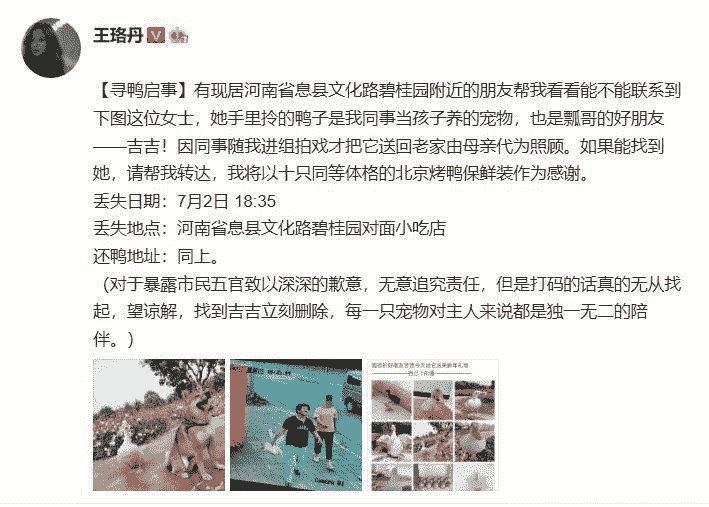 王珞丹
【寻鸭启事】有现居河南省息县文化路碧桂园附近的朋友帮我看看能不能联系到
下图这位女士，她手里拎的鸭子是我同事当孩子养的宠物，也是瓢哥的好朋友
——吉吉！因同事随我进组拍戏才把它送回老家由母亲代为照顾。如果能找到
她，请帮我转达，我将以十只同等体格的北京烤鸭保鲜装作为感谢。
丢失日期：7月2日 18:35
丢失地点：河南省息县文化路碧桂园对面小吃店
还鸭地址：同上。
（对于暴露市民五官致以深深的歉意，无意追究责任，但是打码的话真的无从找
起，望谅解，找到吉吉立刻删除，每一只宠物对主人来说都是独一无二的陪
伴。）
Camera 01